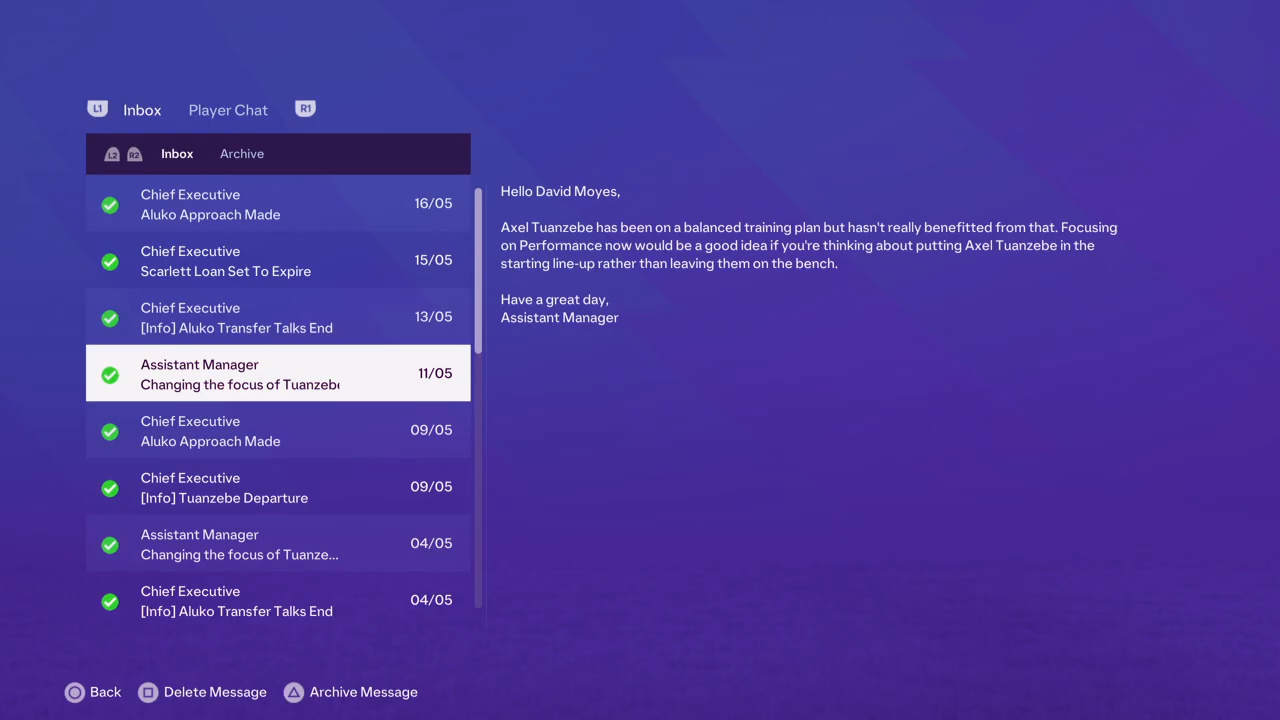 L1 Inbox Player Chat R1
L2 R2 Inbox Archive
Chief Executive
Aluko Approach Made
16/05
Chief Executive
Scarlett Loan Set To Expire
15/05
Chief Executive
[Info] Aluko Transfer Talks End
13/05
Assistant Manager
Changing the focus of Tuanzebe
11/05
Chief Executive
Aluko Approach Made
09/05
Chief Executive
[Info] Tuanzebe Departure
09/05
Assistant Manager
Changing the focus of Tuanze...
04/05
Chief Executive
[Info] Aluko Transfer Talks End
04/05
Hello David Moyes,
Axel Tuanzebe has been on a balanced training plan but hasn't really benefitted from that. Focusing
on Performance now would be a good idea if you're thinking about putting Axel Tuanzebe in the
starting line-up rather than leaving them on the bench.
Have a great day,
Assistant Manager
Back Delete Message Archive Message